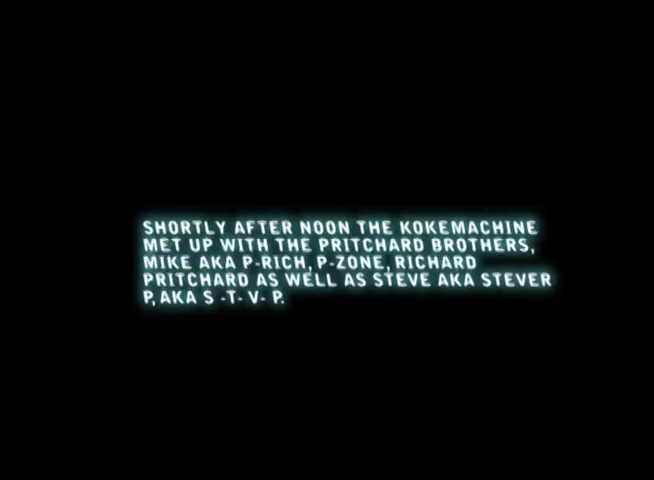 SHORTLY AFTER NOON THE KOKEMACHINE
MET UP WITH THE PRITCHARD BROTHERS,
MIKE AKA P-RICH, P-ZONE, RICHARD
PRITCHARD AS WELL AS STEVE AKA STEVER
P, AKA S -T- V- P.